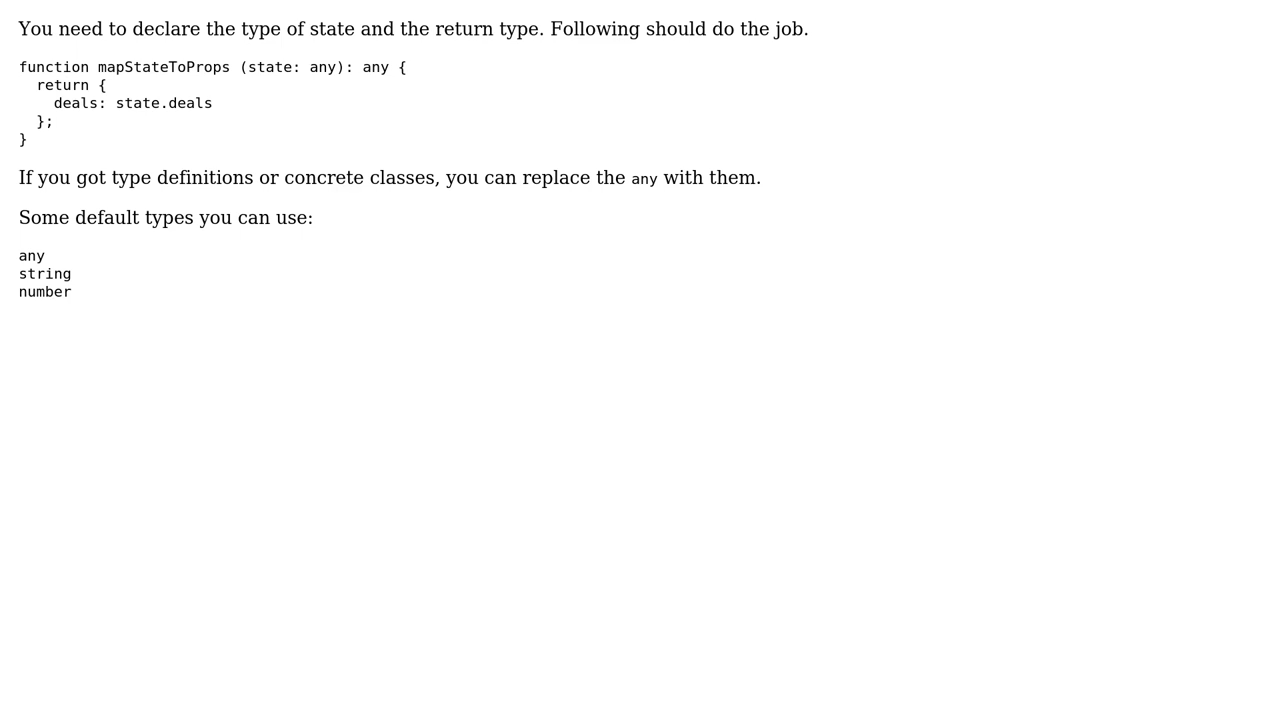 You need to declare the type of state and the return type. Following should do the job.
function mapStateToProps (state: any): any {
  return {
    deals: state.deals
  };
}
If you got type definitions or concrete classes, you can replace the any with them.
Some default types you can use:
any
string
number